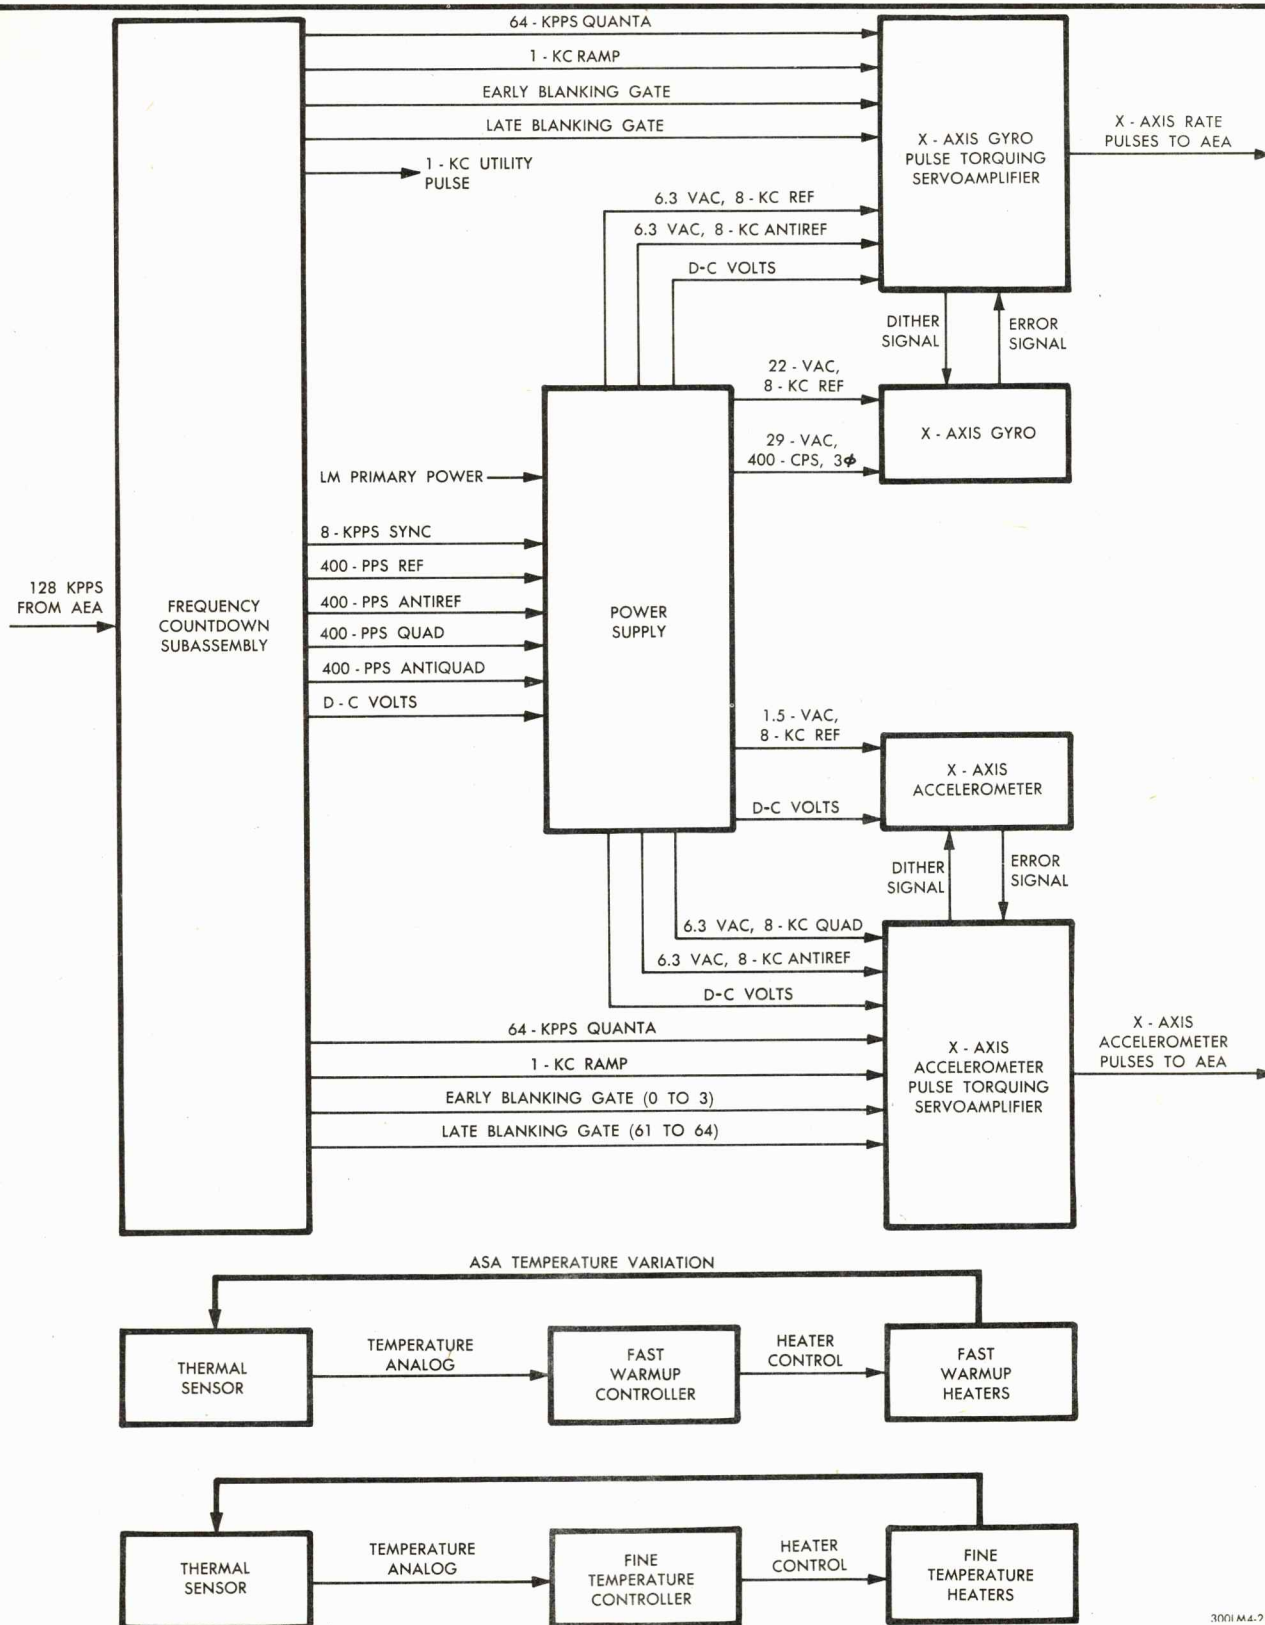 64 - KPPS QUANTA
1 - KC RAMP
EARLY BLANKING GATE
LATE BLANKING GATE
1 - KC UTILITY
PULSE
6.3 VAC, 8 - KC REF
6.3 VAC, 8 - KC ANTIREF
D-C VOLTS
X - AXIS GYRO
PULSE TORQUING
SERVOAMPLIFIER
X - AXIS RATE
PULSES TO AEA
DITHER
SIGNAL
ERROR
SIGNAL
22 - VAC,
8 - KC REF
29 - VAC,
400 - CPS, 3ϕ
X - AXIS GYRO
LM PRIMARY POWER
8 - KPPS SYNC
400 - PPS REF
400 - PPS ANTIREF
400 - PPS QUAD
400 - PPS ANTIQUAD
D - C VOLTS
128 KPPS
FROM AEA
FREQUENCY
COUNTDOWN
SUBASSEMBLY
POWER
SUPPLY
1.5 - VAC,
8 - KC REF
D-C VOLTS
X - AXIS
ACCELEROMETER
DITHER
SIGNAL
ERROR
SIGNAL
6.3 VAC, 8 - KC QUAD
6.3 VAC, 8 - KC ANTIREF
D-C VOLTS
64 - KPPS QUANTA
1 - KC RAMP
EARLY BLANKING GATE (0 TO 3)
LATE BLANKING GATE (61 TO 64)
X - AXIS
ACCELEROMETER
PULSE TORQUING
SERVOAMPLIFIER
X - AXIS
ACCELEROMETER
PULSES TO AEA
ASA TEMPERATURE VARIATION
THERMAL
SENSOR
TEMPERATURE
ANALOG
FAST
WARMUP
CONTROLLER
HEATER
CONTROL
FAST
WARMUP
HEATERS
THERMAL
SENSOR
TEMPERATURE
ANALOG
FINE
TEMPERATURE
CONTROLLER
HEATER
CONTROL
FINE
TEMPERATURE
HEATERS